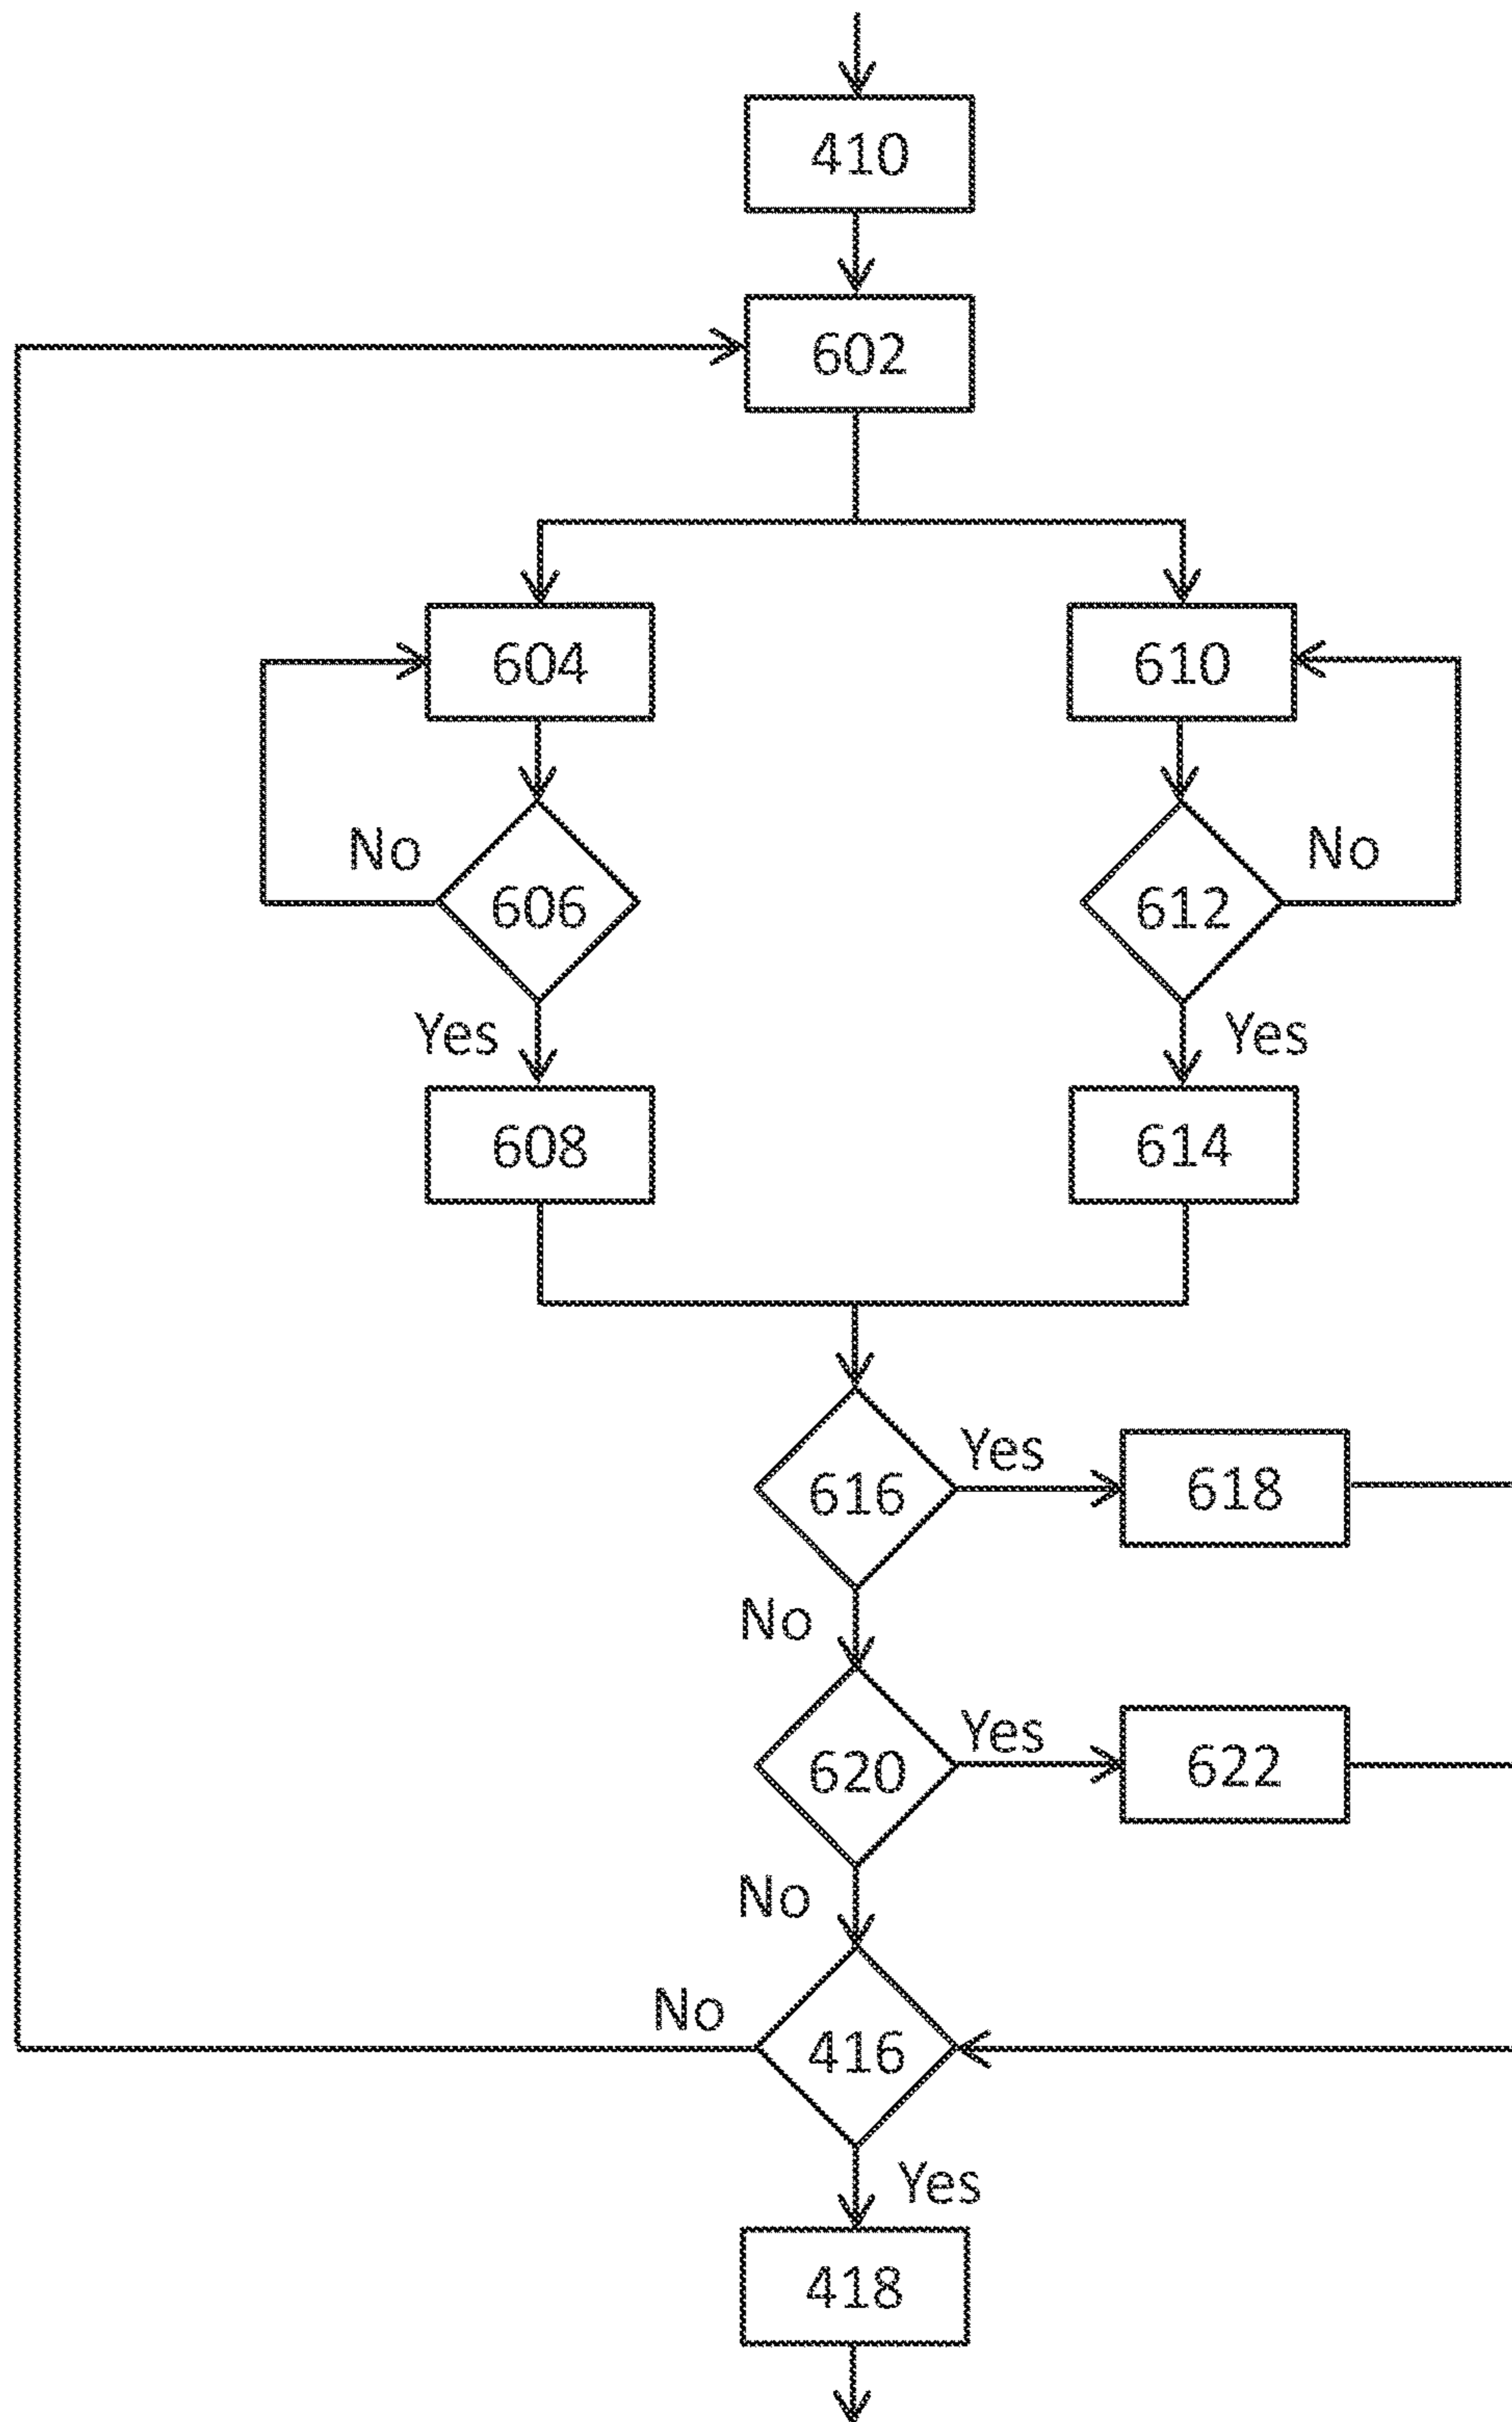 410
602
604
610
No
No
606
612
Yes
Yes
608
614
Yes
616
618
No
Yes
620
622
No
No
416
Yes
418